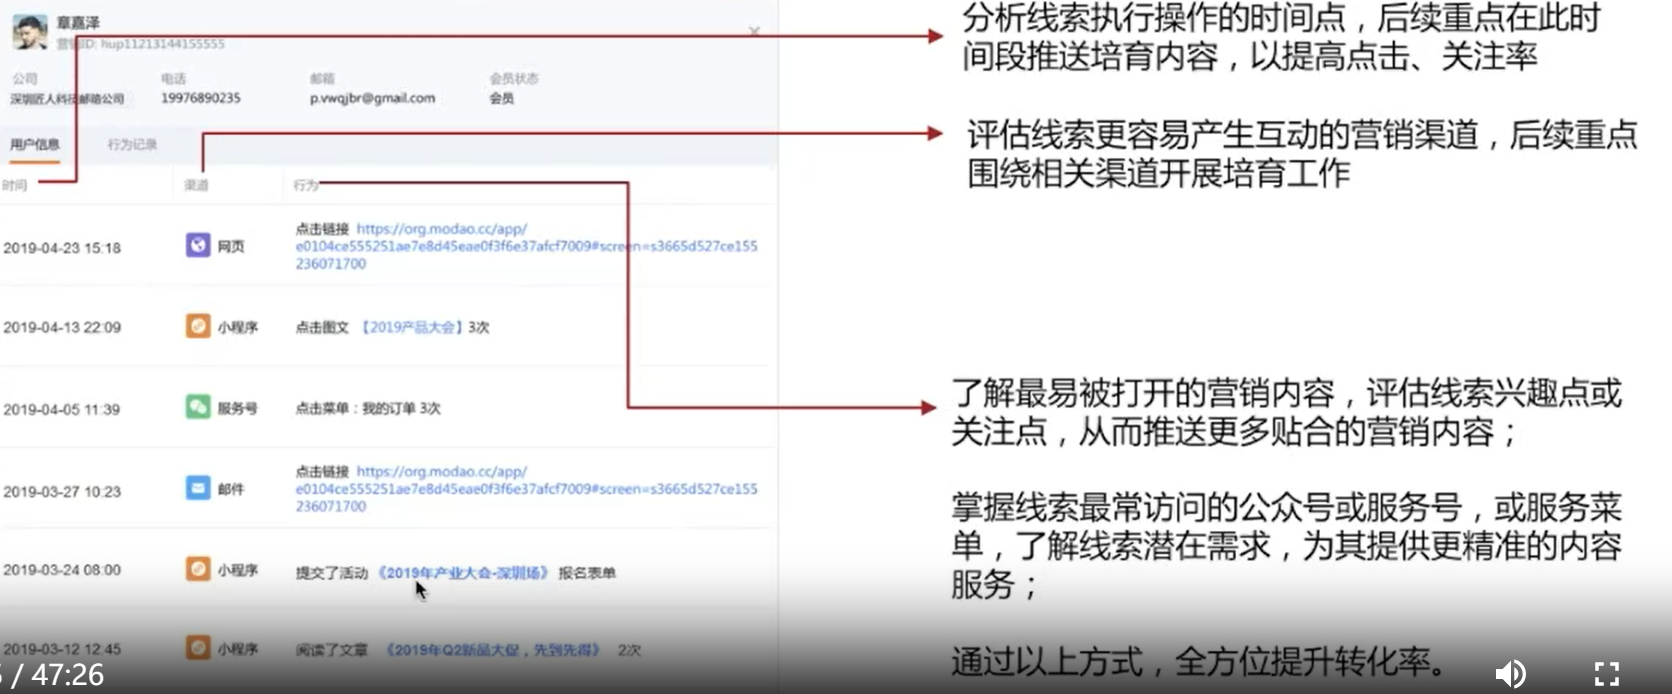 章嘉泽
营销ID: hup11213144155555
公司
电话
邮箱
会员状态
深圳匠人科技邮箱公司
19976890235
p.vwqjbr@gmail.com
会员
用户信息
行为记录
时间
渠道
行为
2019-04-23 15:18
网页
点击链接 https://org.modao.cc/app/
e0104ce555251ae7e8d45eae0f3f6e37afcf7009#screen=s3665d527ce155
236071700
2019-04-13 22:09
小程序
点击图文 【2019产品大会】3次
2019-04-05 11:39
服务号
点击菜单：我的订单 3次
2019-03-27 10:23
邮件
点击链接 https://org.modao.cc/app/
e0104ce555251ae7e8d45eae0f3f6e37afcf7009#screen=s3665d527ce155
236071700
2019-03-24 08:00
小程序
提交了活动 《2019年产业大会-深圳场》 报名表单
2019-03-12 12:45
小程序
阅读了文章 《2019年Q2新品大促，先到先得》 2次
分析线索执行操作的时间点，后续重点在此时
间段推送培育内容，以提高点击、关注率
评估线索更容易产生互动的营销渠道，后续重点
围绕相关渠道开展培育工作
了解最易被打开的营销内容，评估线索兴趣点或
关注点，从而推送更多贴合的营销内容；
掌握线索最常访问的公众号或服务号，或服务菜
单，了解线索潜在需求，为其提供更精准的内容
服务；
通过以上方式，全方位提升转化率。
/ 47:26